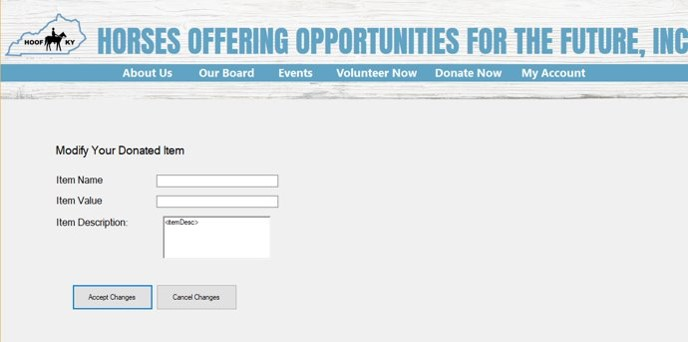 HOOF KY
HORSES OFFERING OPPORTUNITIES FOR THE FUTURE, INC
About Us Our Board Events Volunteer Now Donate Now My Account
Modify Your Donated Item
Item Name
Item Value
Item Description: <itemDesc>
Accept Changes Cancel Changes